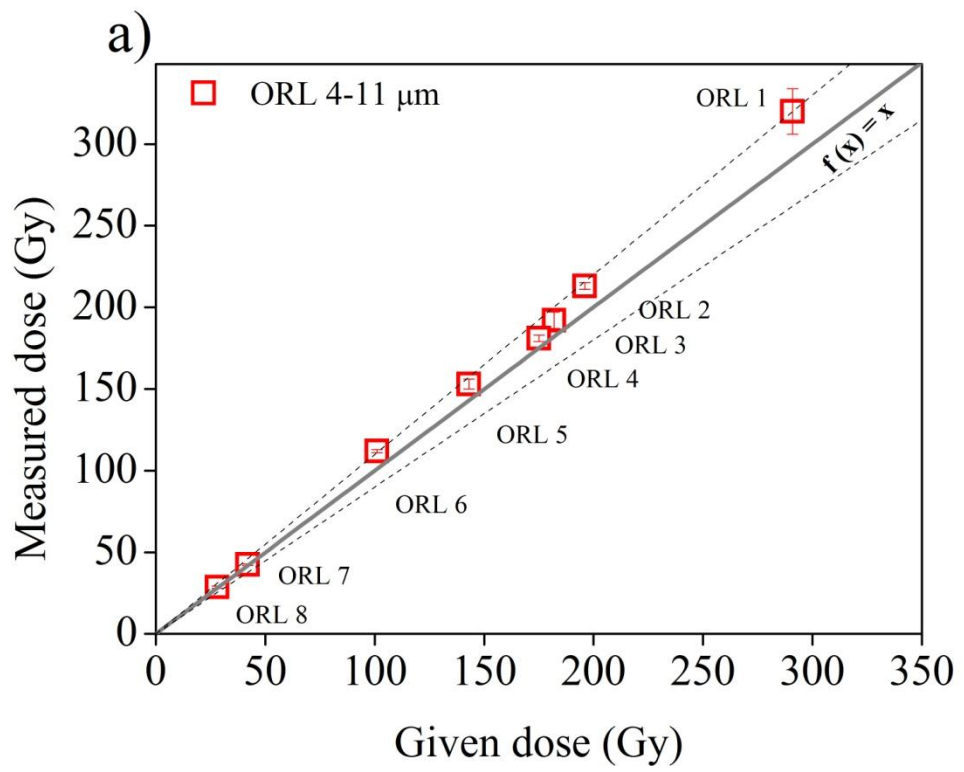 a)
ORL 4-11 μm
ORL 1
f (x) = x
300
250
200
150
100
50
0
Measured dose (Gy)
ORL 2
ORL 3
ORL 4
ORL 5
ORL 6
ORL 7
ORL 8
0 50 100 150 200 250 300 350
Given dose (Gy)